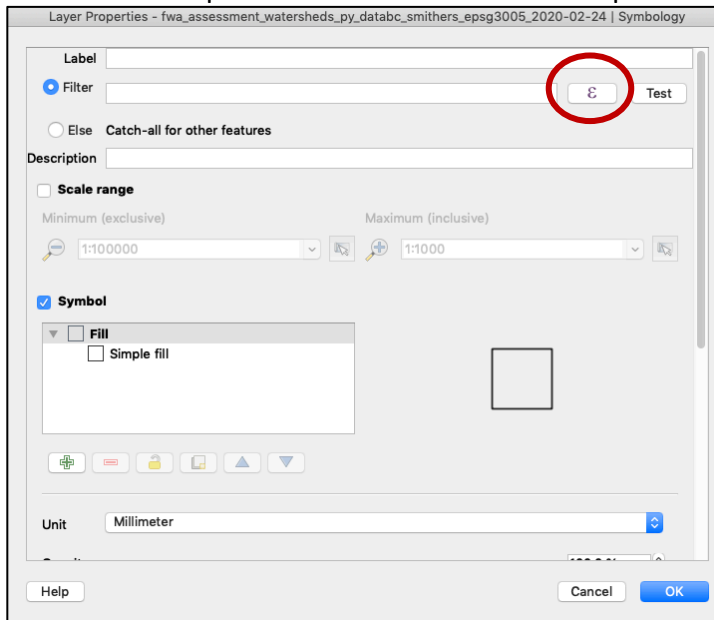 Layer Properties - fwa_assessment_watersheds_py_databc_smithers_epsg3005_2020-02-24 | Symbology
Label
Filter
ε
Test
Else Catch-all for other features
Description
Scale range
Minimum (exclusive) Maximum (inclusive)
1:100000 1:1000
Symbol
Fill
Simple fill
Unit Millimeter
Help Cancel OK